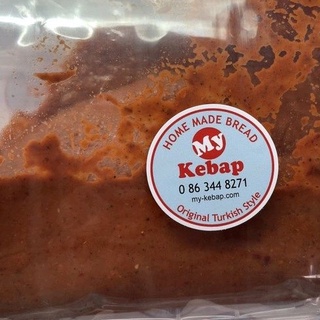 HOME MADE BREAD
My
Kebap
0 86 344 8271
my-kebap.com
Original Turkish Style